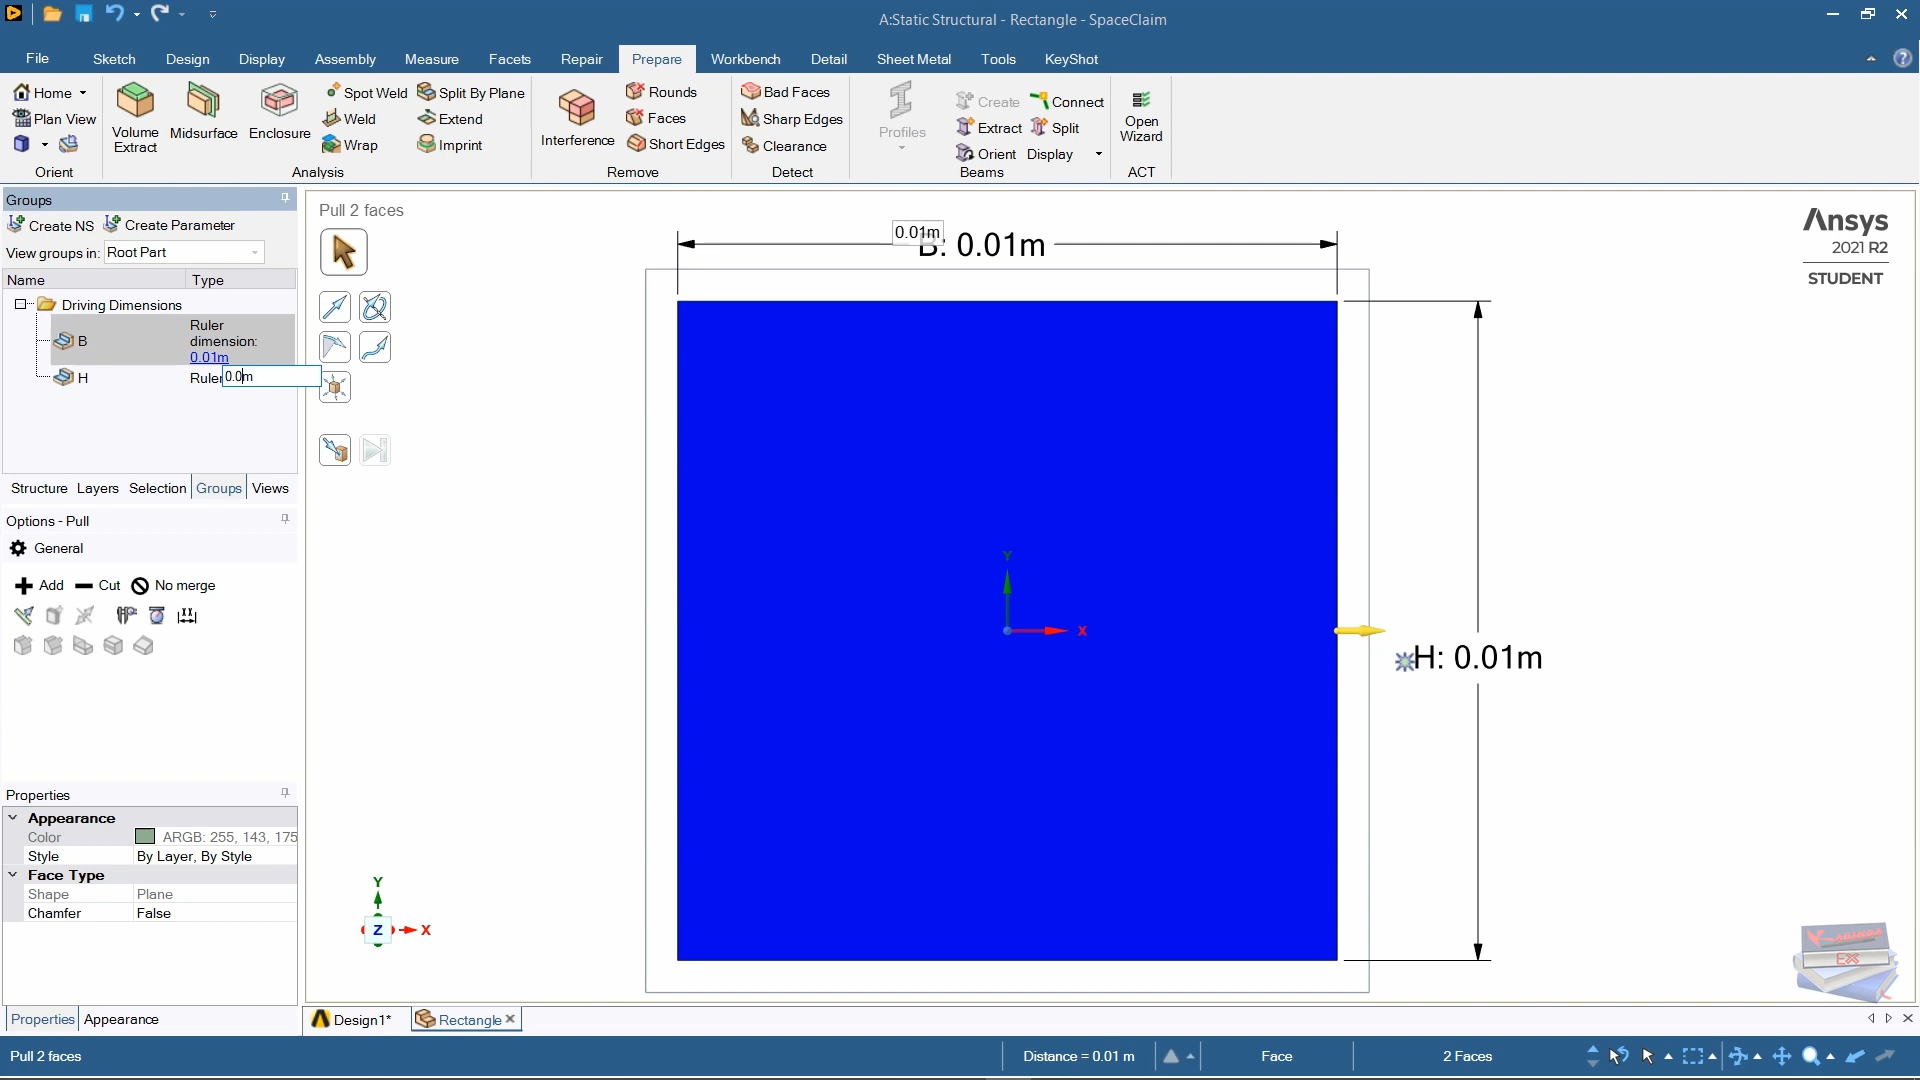 A:Static Structural - Rectangle - SpaceClaim
File Sketch Design Display Assembly Measure Facets Repair Prepare Workbench Detail Sheet Metal Tools KeyShot
Home
Plan View
Orient
Volume Extract
Midsurface
Enclosure
Spot Weld
Weld
Wrap
Split By Plane
Extend
Imprint
Analysis
Interference
Rounds
Faces
Short Edges
Remove
Bad Faces
Sharp Edges
Clearance
Detect
Profiles
Create
Extract
Orient
Connect
Split
Display
Beams
Open Wizard
ACT
Groups
Create NS Create Parameter
View groups in: Root Part
Name Type
Driving Dimensions
B Ruler dimension: 0.01m
H Ruler 0.0m
Structure Layers Selection Groups Views
Options - Pull
General
Add Cut No merge
Properties
Appearance
Color ARGB: 255, 143, 175
Style By Layer, By Style
Face Type
Shape Plane
Chamfer False
Properties Appearance
Pull 2 faces
0.01m
B: 0.01m
H: 0.01m
Y
X
Y
Z
X
Ansys
2021 R2
STUDENT
EX
Design1*
Rectangle
Pull 2 faces
Distance = 0.01 m
Face
2 Faces